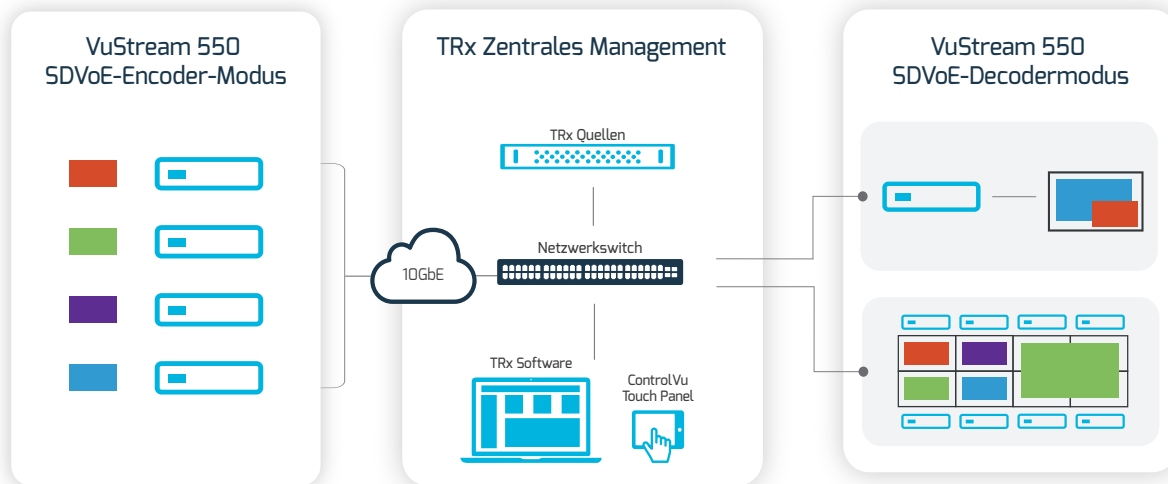 VuStream 550
SDVoE-Encoder-Modus
TRx Zentrales Management
TRx Quellen
Netzwerkswitch
10GbE
TRx Software
ControlVu
Touch Panel
VuStream 550
SDVoE-Decodermodus